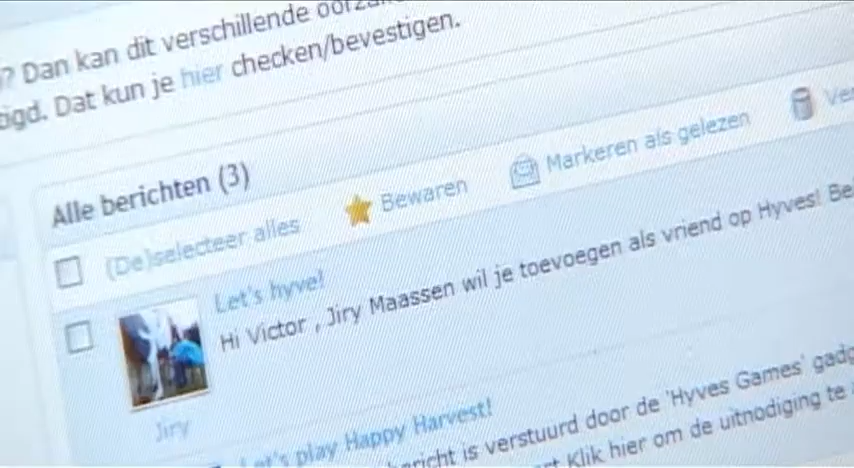 ? Dan kan dit verschillende
tigd. Dat kun je hier checken/bevestigen.
Alle berichten (3)
(De)selecteer alles Bewaren Markeren als gelezen
Let's hyve!
Hi Victor , Jiry Maassen wil je toevoegen als vriend op Hyves! Be
Jiry
Let's play Happy Harvest!
bericht is verstuurd door de 'Hyves Games' gadg
Klik hier om de uitnodiging te